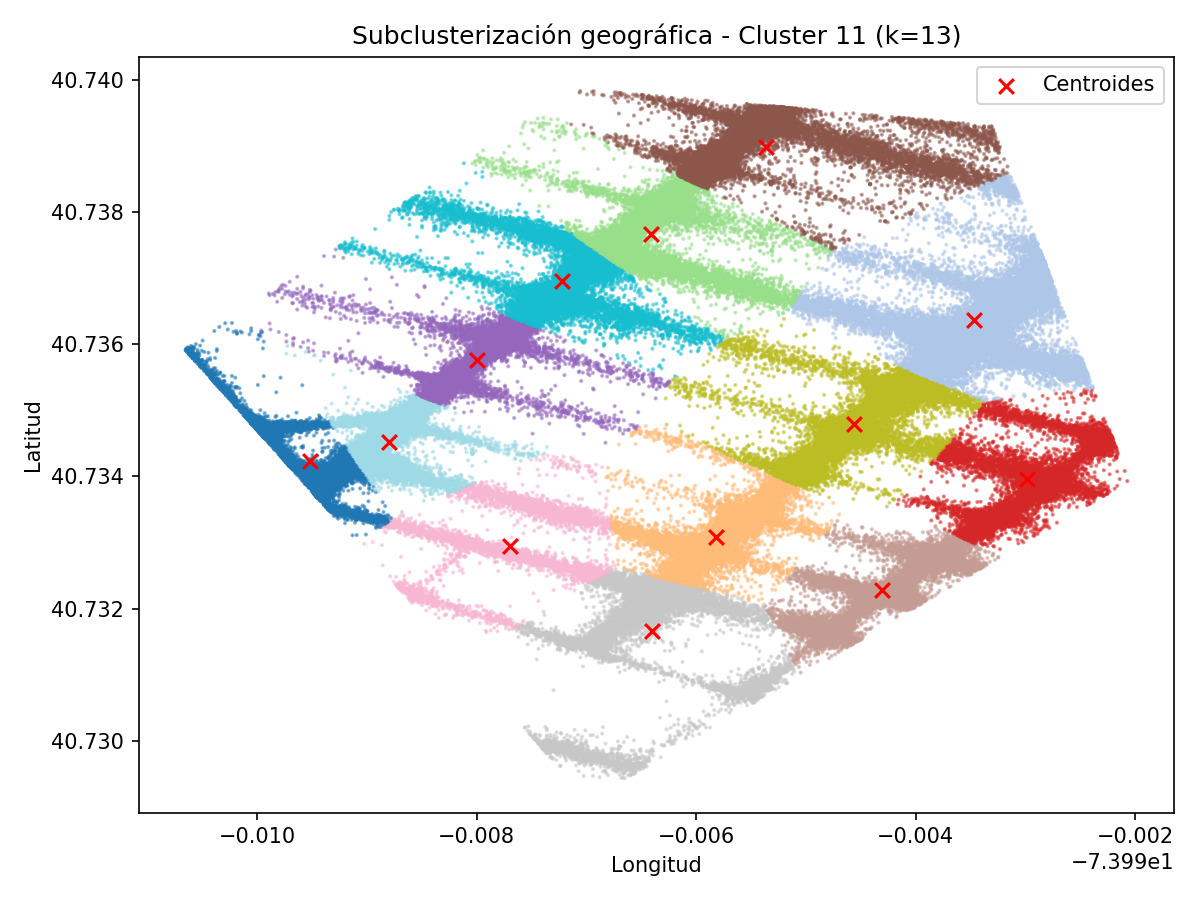 Subclusterización geográfica - Cluster 11 (k=13)
Centroides
40.740
40.738
40.736
40.734
40.732
40.730
Latitud
−0.010
−0.008
−0.006
−0.004
−0.002
−7.399e1
Longitud